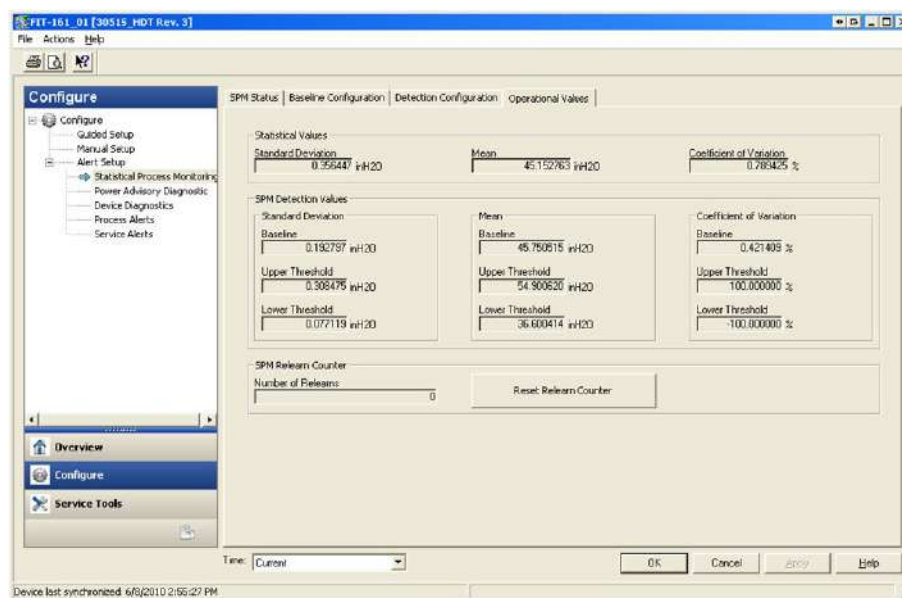 FIT-161_01 [3051S_HDT Rev. 3]
File Actions Help
Configure
Configure
Guided Setup
Manual Setup
Alert Setup
Statistical Process Monitoring
Power Advisory Diagnostic
Device Diagnostics
Process Alerts
Service Alerts
Overview
Configure
Service Tools
SPM Status Baseline Configuration Detection Configuration Operational Values
Statistical Values
Standard Deviation Mean Coefficient of Variation
0.356447 inH2O 45.152763 inH2O 0.789425 %
SPM Detection Values
Standard Deviation Mean Coefficient of Variation
Baseline Baseline Baseline
0.192797 inH2O 45.750515 inH2O 0.421409 %
Upper Threshold Upper Threshold Upper Threshold
0.308475 inH2O 54.900620 inH2O 100.000000 %
Lower Threshold Lower Threshold Lower Threshold
0.077119 inH2O 36.600414 inH2O -100.000000 %
SPM Relearn Counter
Number of Relearns
0 Reset Relearn Counter
Time: Current
OK Cancel Apply Help
Device last synchronized: 6/8/2010 2:55:27 PM